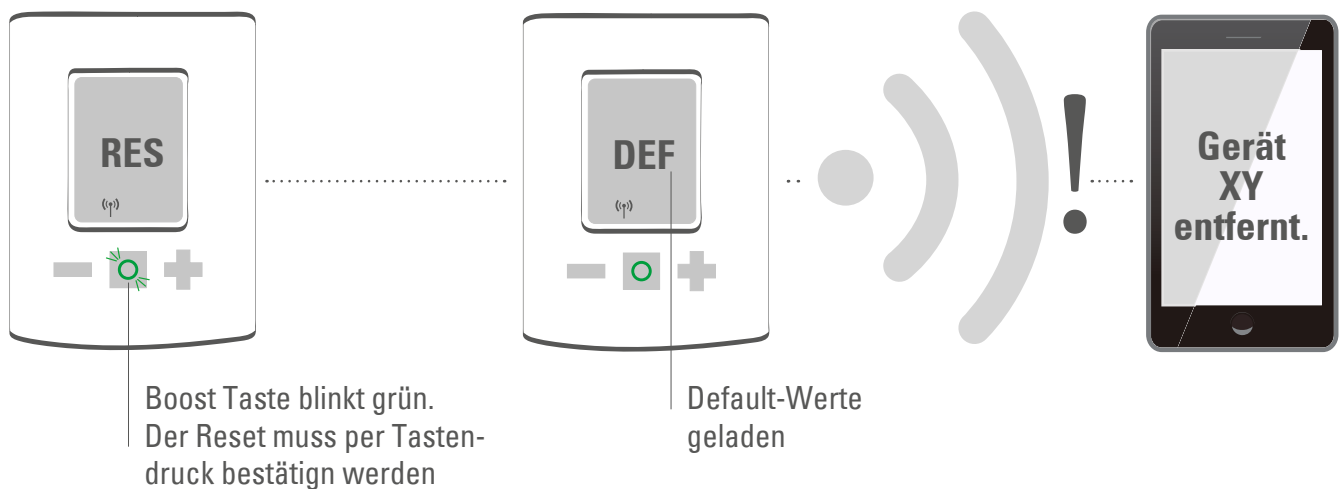 RES
DEF
Gerät
XY
entfernt.
Boost Taste blinkt grün.
Der Reset muss per Tasten-
druck bestätign werden
Default-Werte
geladen